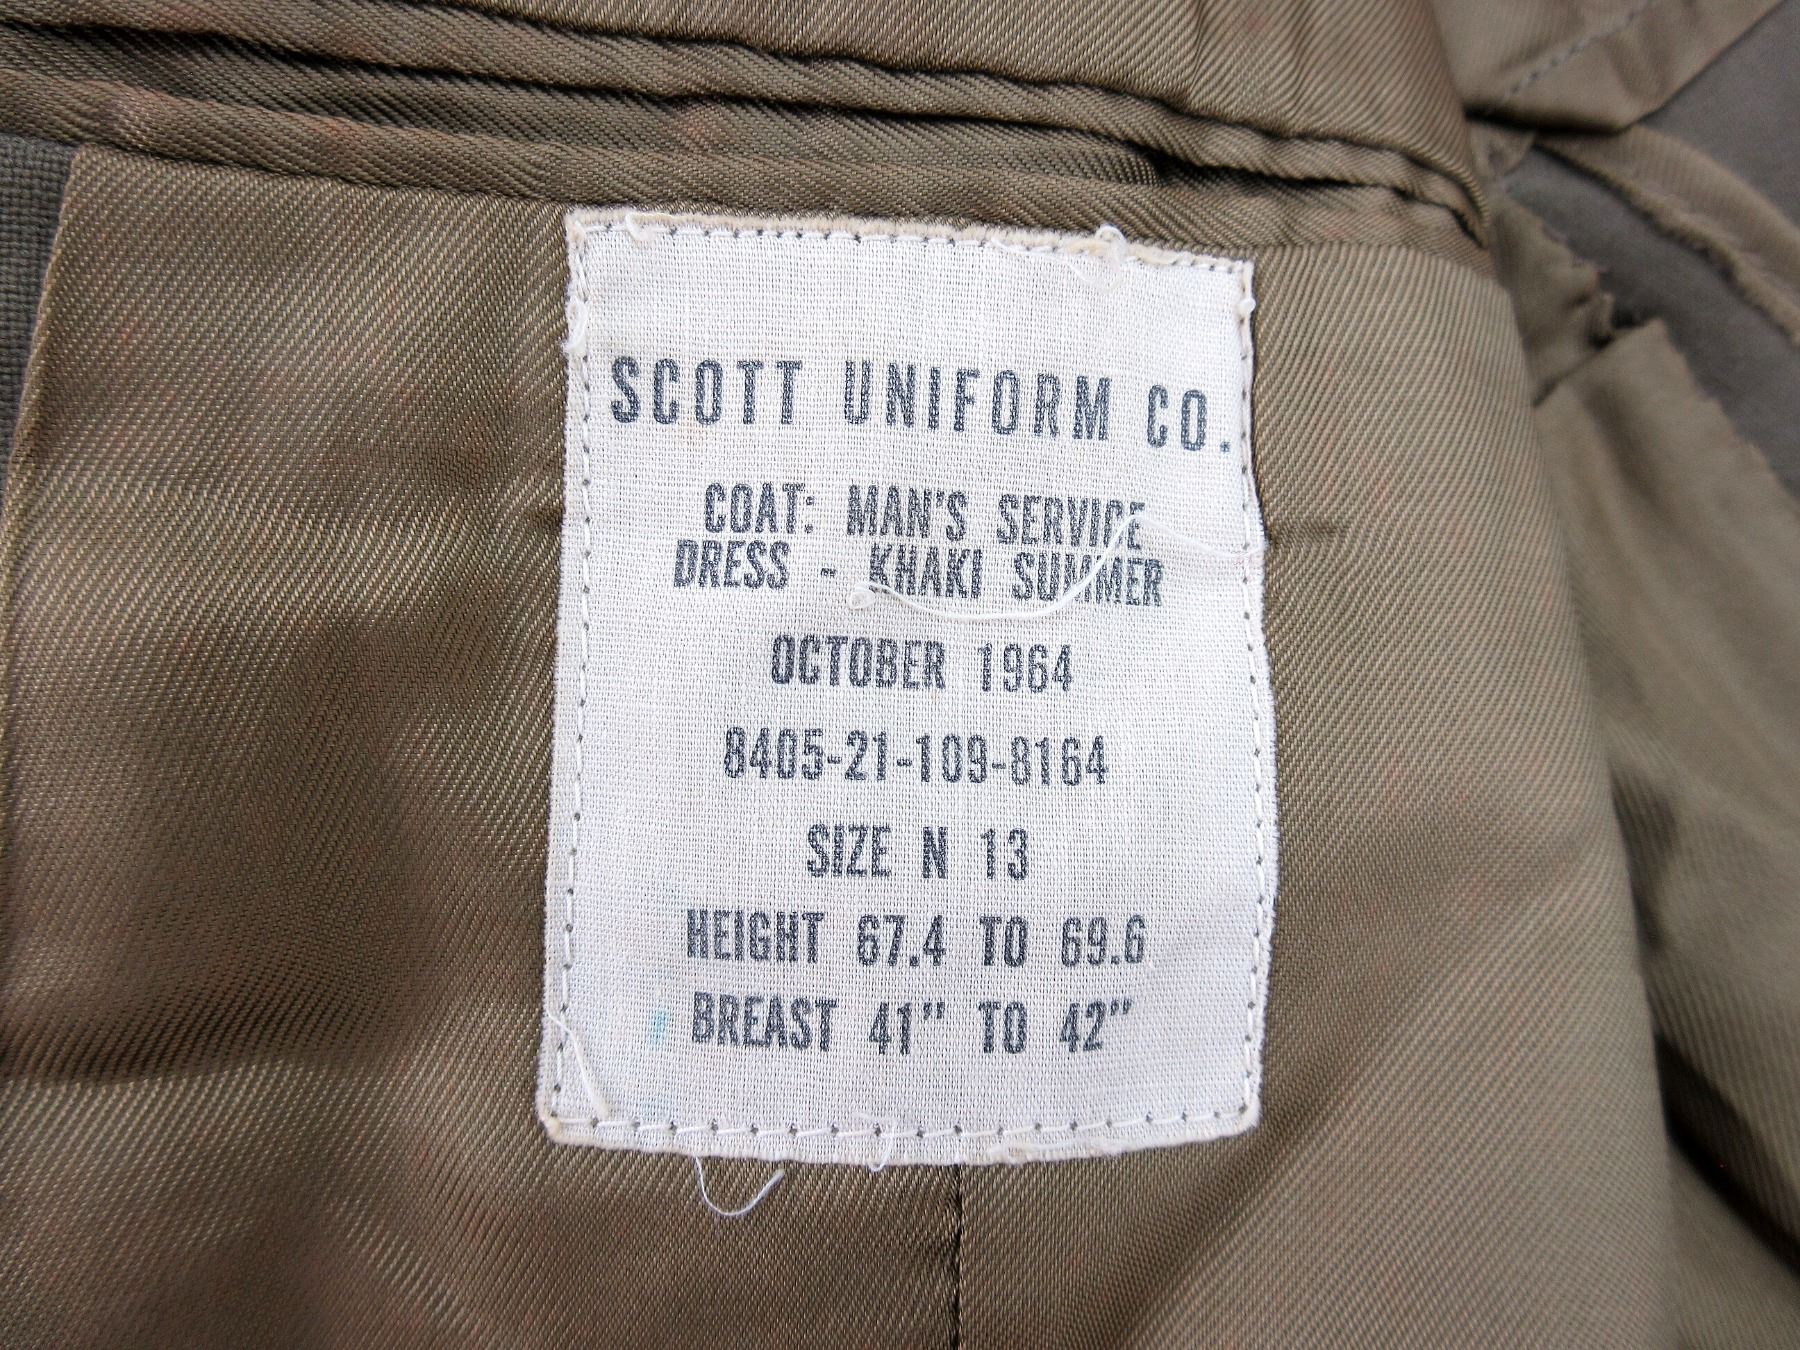 SCOTT UNIFORM CO.
COAT: MAN'S SERVICE
DRESS - KHAKI SUMMER
OCTOBER 1964
8405-21-109-8164
SIZE N 13
HEIGHT 67.4 TO 69.6
BREAST 41" TO 42"